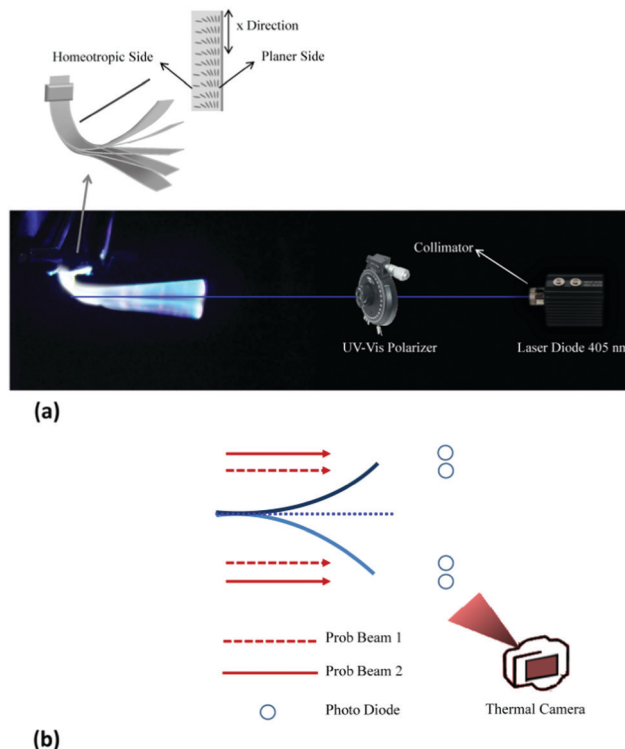 x Direction
Homeotropic Side
Planer Side
Collimator
UV-Vis Polarizer
Laser Diode 405 nm
(a)
Prob Beam 1
Prob Beam 2
Photo Diode
Thermal Camera
(b)